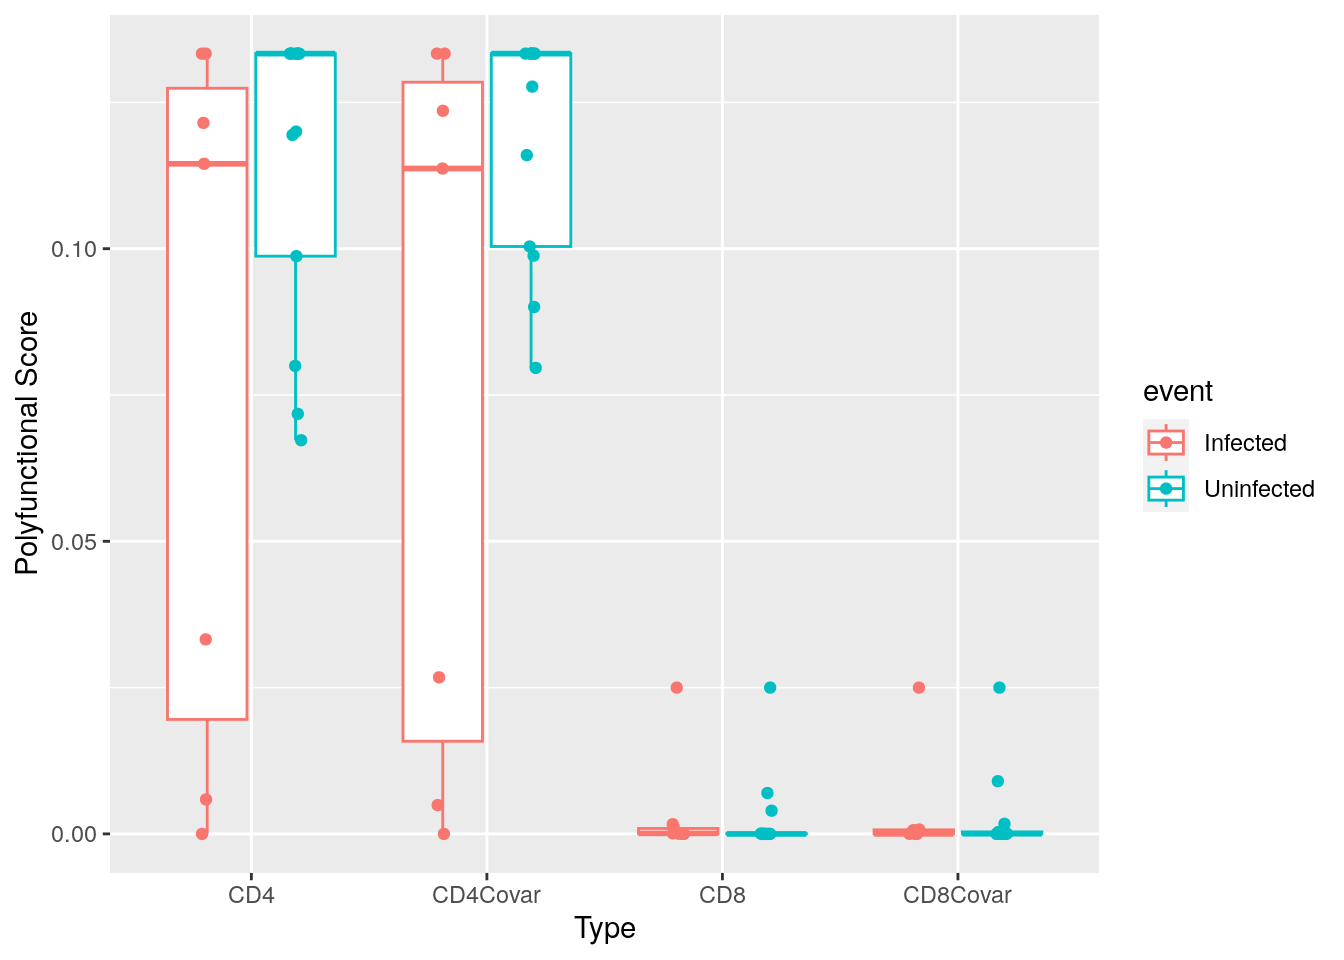 Polyfunctional Score
0.10
0.05
0.00
CD4
CD4Covar
CD8
CD8Covar
Type
event
Infected
Uninfected